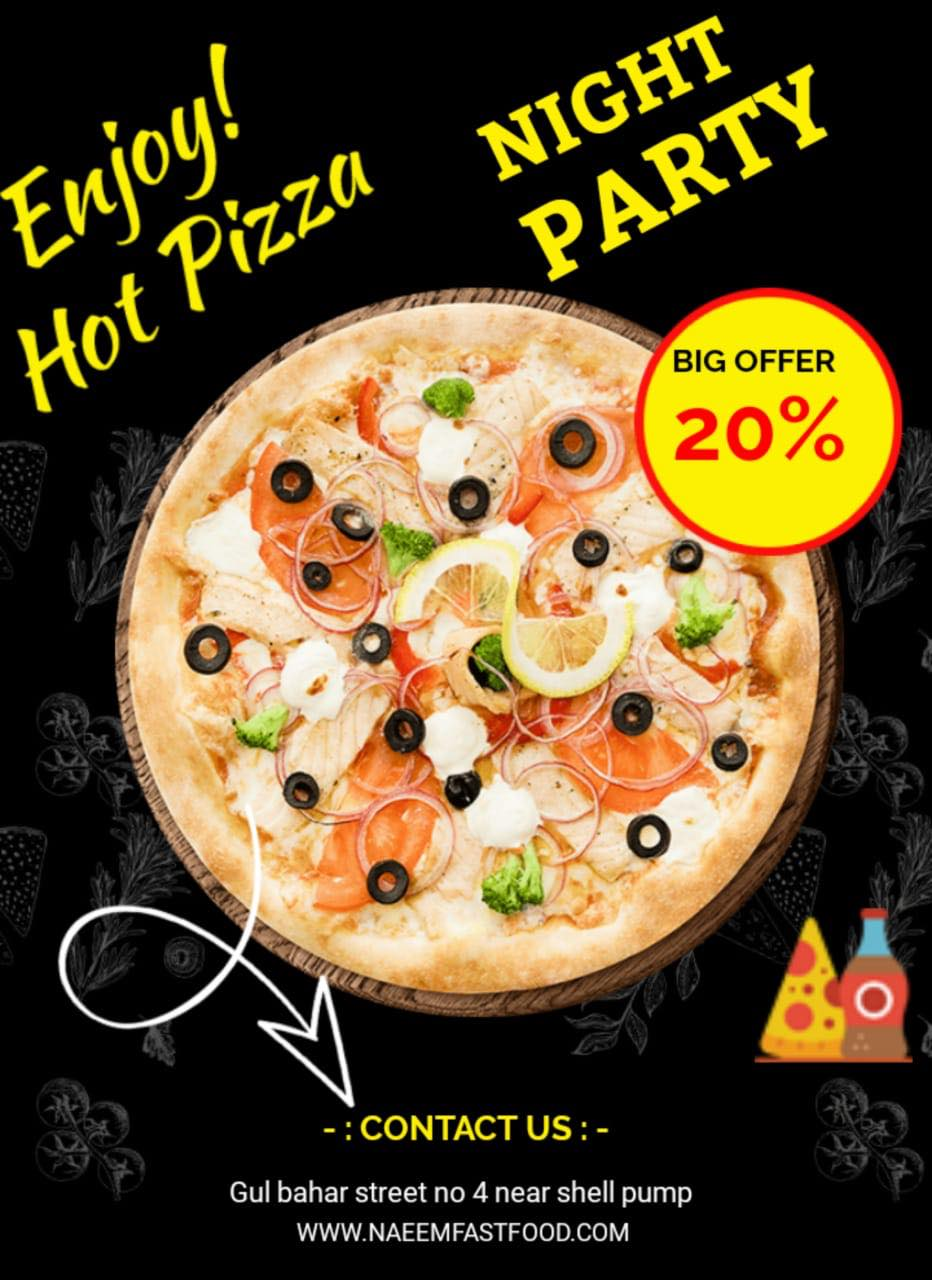 Enjoy!
Hot Pizza
NIGHT
PARTY
BIG OFFER
20%
- : CONTACT US : -
Gul bahar street no 4 near shell pump
WWW.NAEEMFASTFOOD.COM